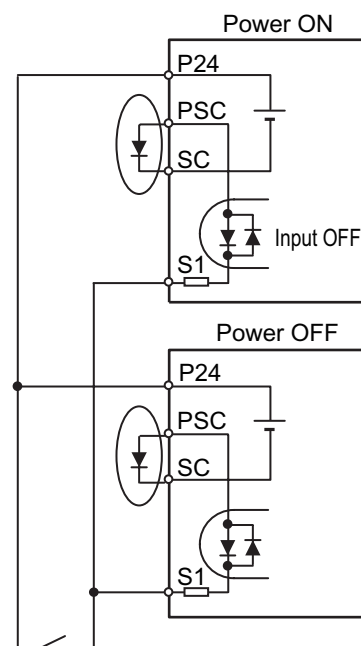 Power ON
P24
PSC
SC
Input OFF
S1
Power OFF
P24
PSC
SC
S1